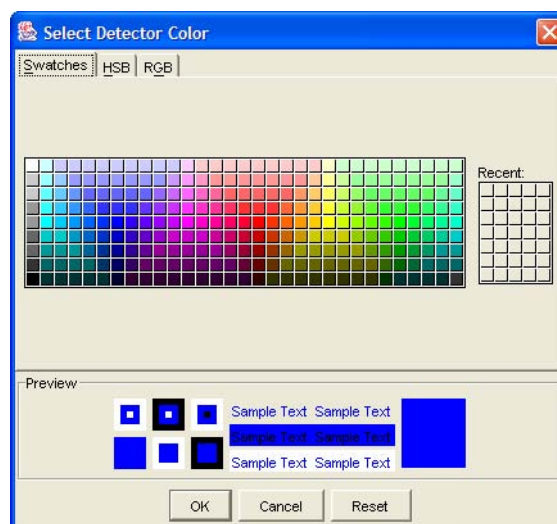 Select Detector Color
Swatches HSB RGB
Recent:
Preview
Sample Text Sample Text
Sample Text Sample Text
Sample Text Sample Text
OK Cancel Reset